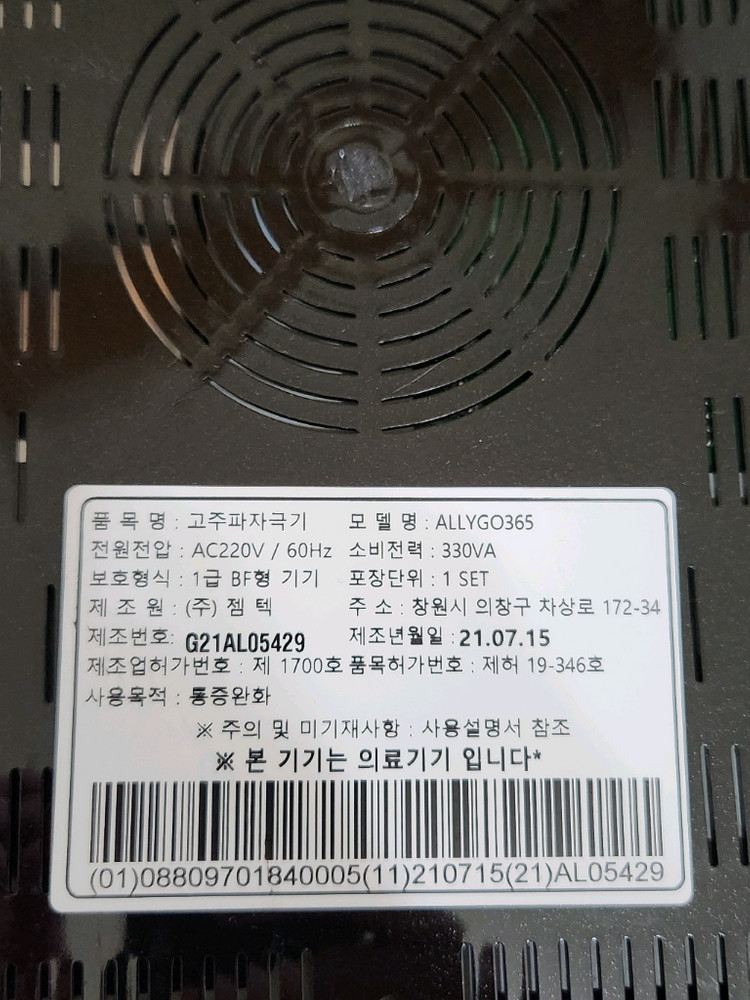 품 목 명 : 고주파자극기 모 델 명 : ALLYGO365
전원전압 : AC220V / 60Hz 소비전력 : 330VA
보호형식 : 1급 BF형 기기 포장단위 : 1 SET
제 조 원 : (주) 젬 텍 주 소 : 창원시 의창구 차상로 172-34
제조번호: G21AL05429 제조년월일 : 21.07.15
제조업허가번호 : 제 1700호 품목허가번호 : 제허 19-346호
사용목적 : 통증완화
※ 주의 및 미기재사항 : 사용설명서 참조
※ 본 기기는 의료기기 입니다*
(01)08809701840005(11)210715(21)AL05429